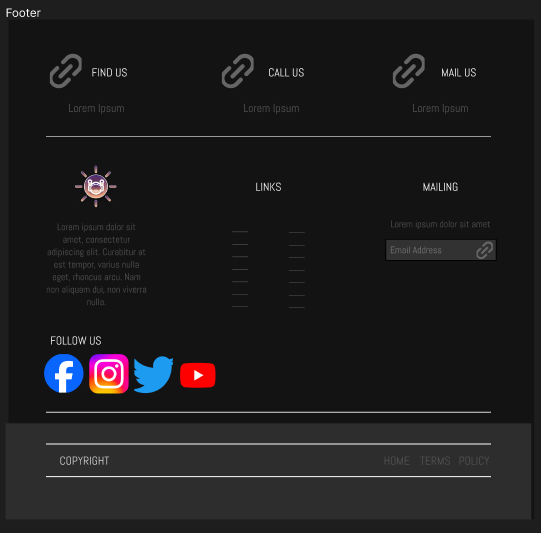 Footer
FIND US
CALL US
MAIL US
Lorem Ipsum
Lorem Ipsum
Lorem Ipsum
LINKS
MAILING
Lorem ipsum dolor sit
amet, consectetur
adipiscing elit. Curabitur at
est tempor, varius nulla
eget, rhoncus arcu. Nam
non aliquam dui, non viverra
nulla.
Lorem ipsum dolor sit amet
Email Address
FOLLOW US
COPYRIGHT
HOME
TERMS
POLICY